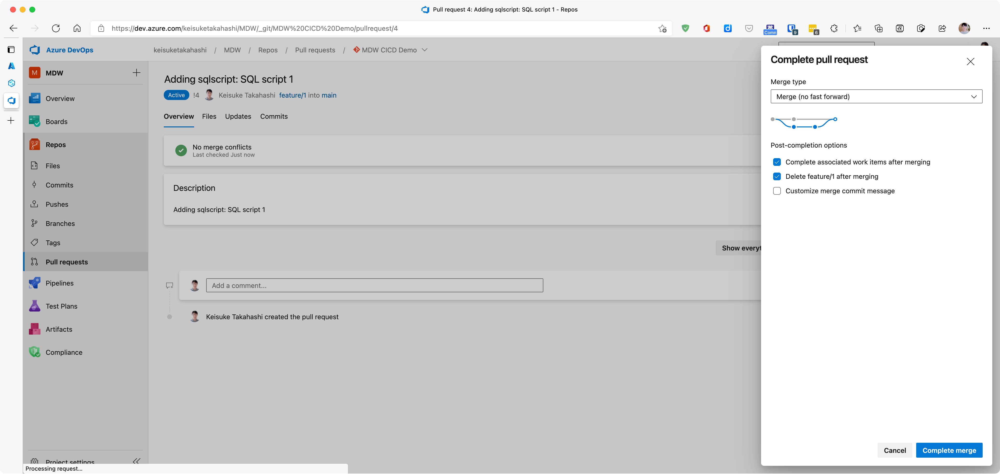 Pull request 4: Adding sqlscript: SQL script 1 - Repos
https://dev.azure.com/keisuketakahashi/MDW/_git/MDW%20CICD%20Demo/pullrequest/4
Comn
9
6
Azure DevOps
keisuketakahashi / MDW / Repos / Pull requests / MDW CICD Demo
M MDW
Overview
Boards
Repos
Files
Commits
Pushes
Branches
Tags
Pull requests
Pipelines
Test Plans
Artifacts
Compliance
Project settings
Processing request...
Adding sqlscript: SQL script 1
Active !4 Keisuke Takahashi feature/1 into main
Overview Files Updates Commits
No merge conflicts
Last checked Just now
Description
Adding sqlscript: SQL script 1
Show everyt
Add a comment...
Keisuke Takahashi created the pull request
Complete pull request
Merge type
Merge (no fast forward)
Post-completion options
Complete associated work items after merging
Delete feature/1 after merging
Customize merge commit message
Cancel Complete merge